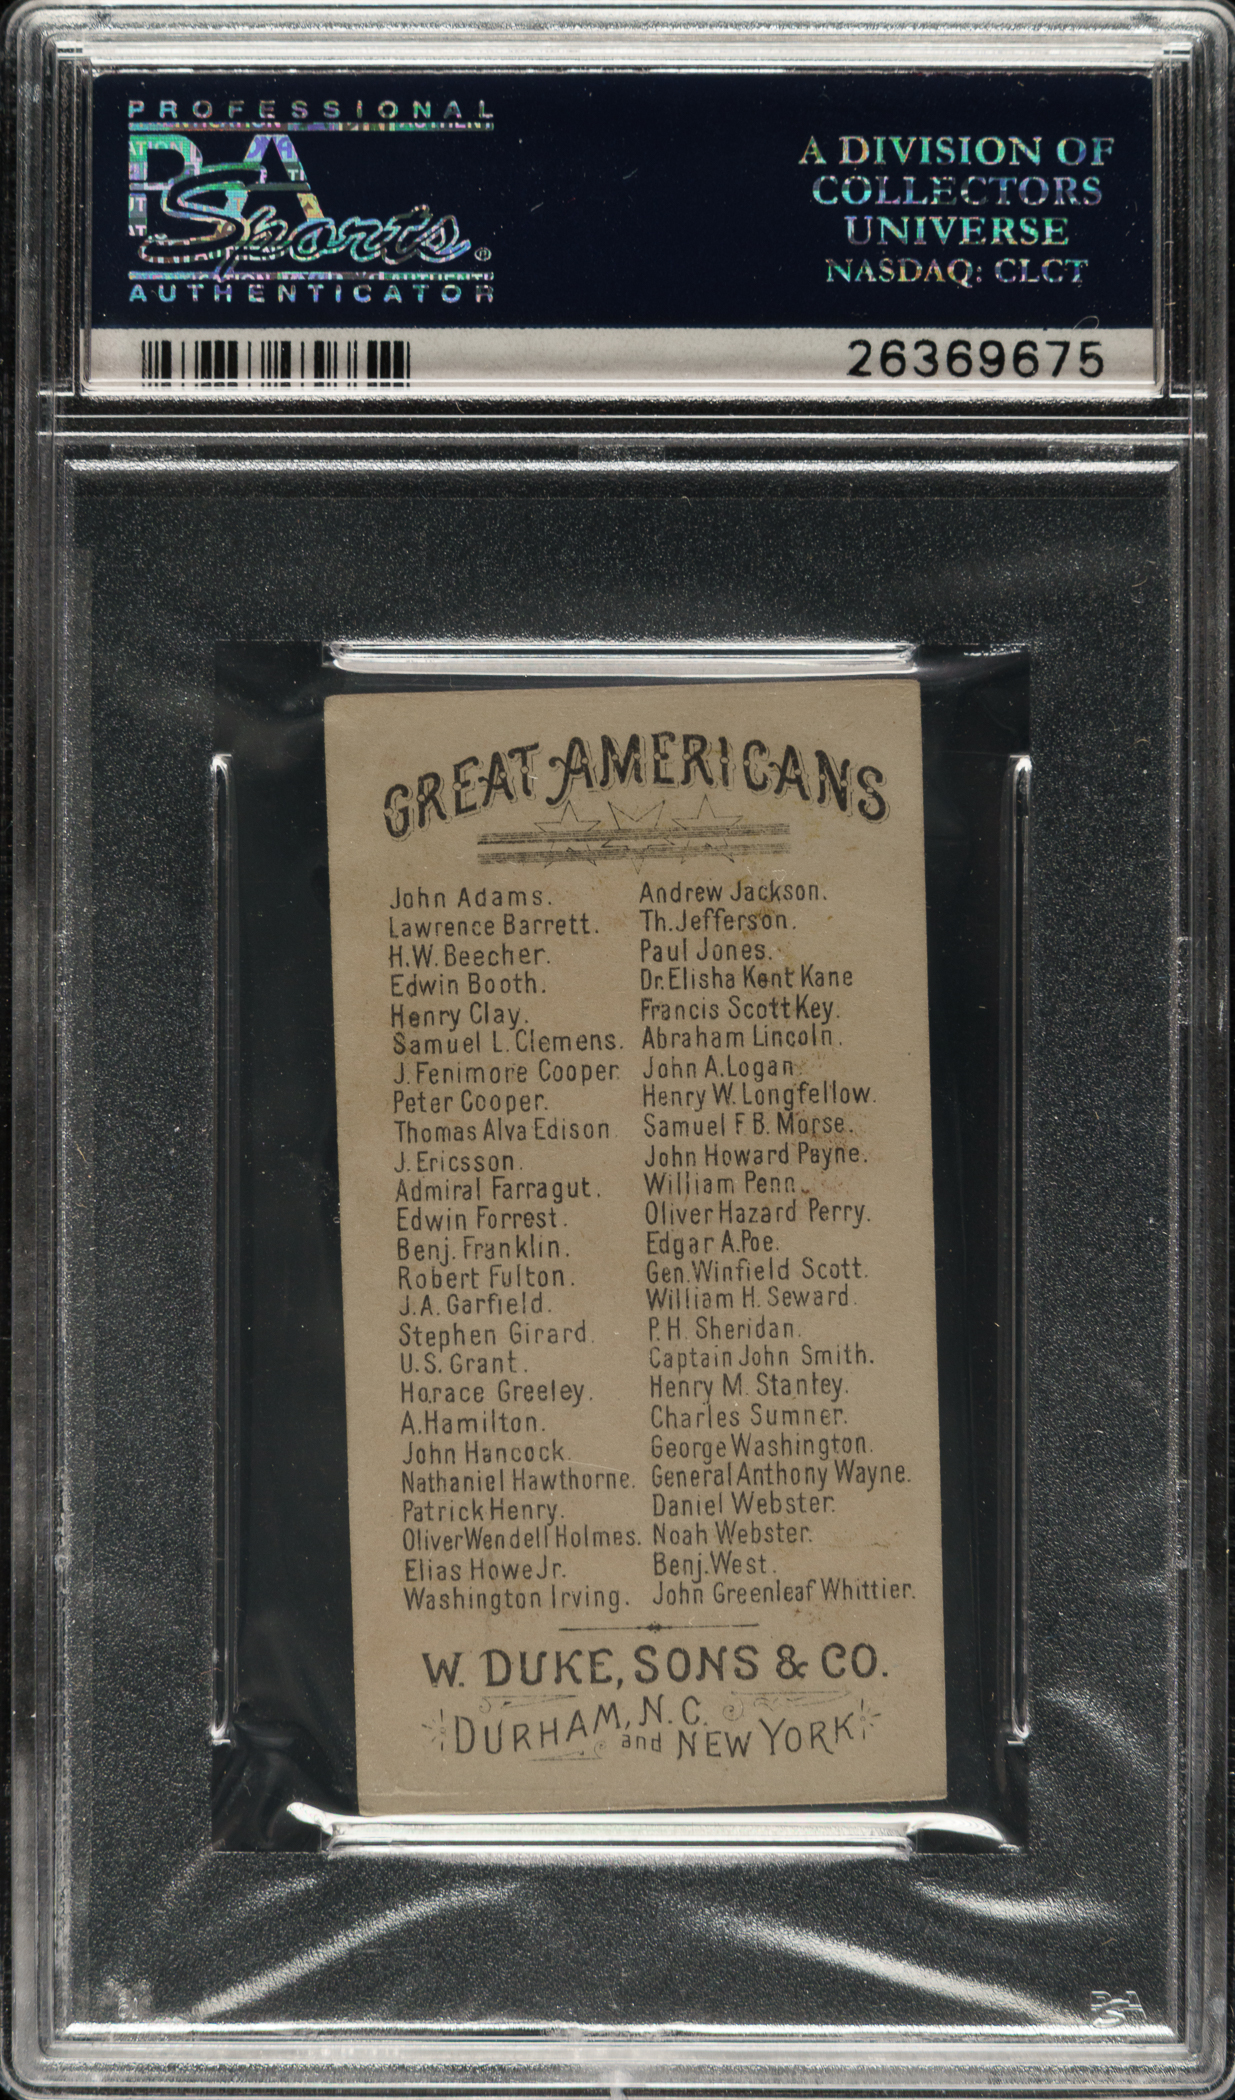 PROFESSIONAL
PSA
Sports®
AUTHENTICATOR
A DIVISION OF
COLLECTORS
UNIVERSE
NASDAQ: CLCT
26369675
GREAT AMERICANS
John Adams.
Lawrence Barrett.
H.W. Beecher.
Edwin Booth.
Henry Clay.
Samuel L. Clemens.
J. Fenimore Cooper.
Peter Cooper.
Thomas Alva Edison
J. Ericsson.
Admiral Farragut.
Edwin Forrest.
Benj. Franklin.
Robert Fulton.
J.A. Garfield.
Stephen Girard.
U.S. Grant.
Horace Greeley.
A. Hamilton.
John Hancock.
Nathaniel Hawthorne.
Patrick Henry.
Oliver Wendell Holmes.
Elias Howe Jr.
Washington Irving.
Andrew Jackson.
Th. Jefferson.
Paul Jones.
Dr. Elisha Kent Kane
Francis Scott Key.
Abraham Lincoln.
John A. Logan.
Henry W. Longfellow.
Samuel F. B. Morse.
John Howard Payne.
William Penn.
Oliver Hazard Perry.
Edgar A. Poe.
Gen. Winfield Scott.
William H. Seward.
P.H. Sheridan.
Captain John Smith.
Henry M. Stanley.
Charles Sumner.
George Washington.
General Anthony Wayne.
Daniel Webster.
Noah Webster.
Benj. West.
John Greenleaf Whittier.
W. DUKE, SONS & CO.
DURHAM, N.C.
and NEW YORK
PSA